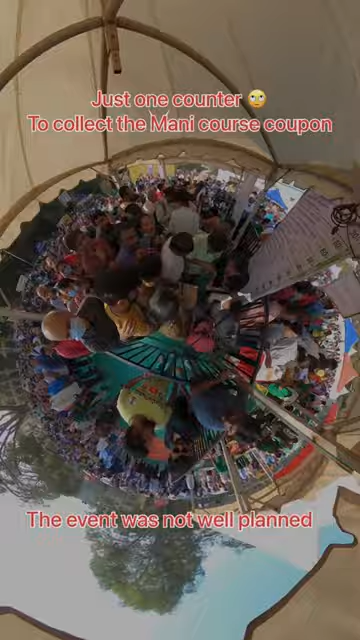 Just one counter 🙄
To collect the Mani course coupon
The event was not well planned